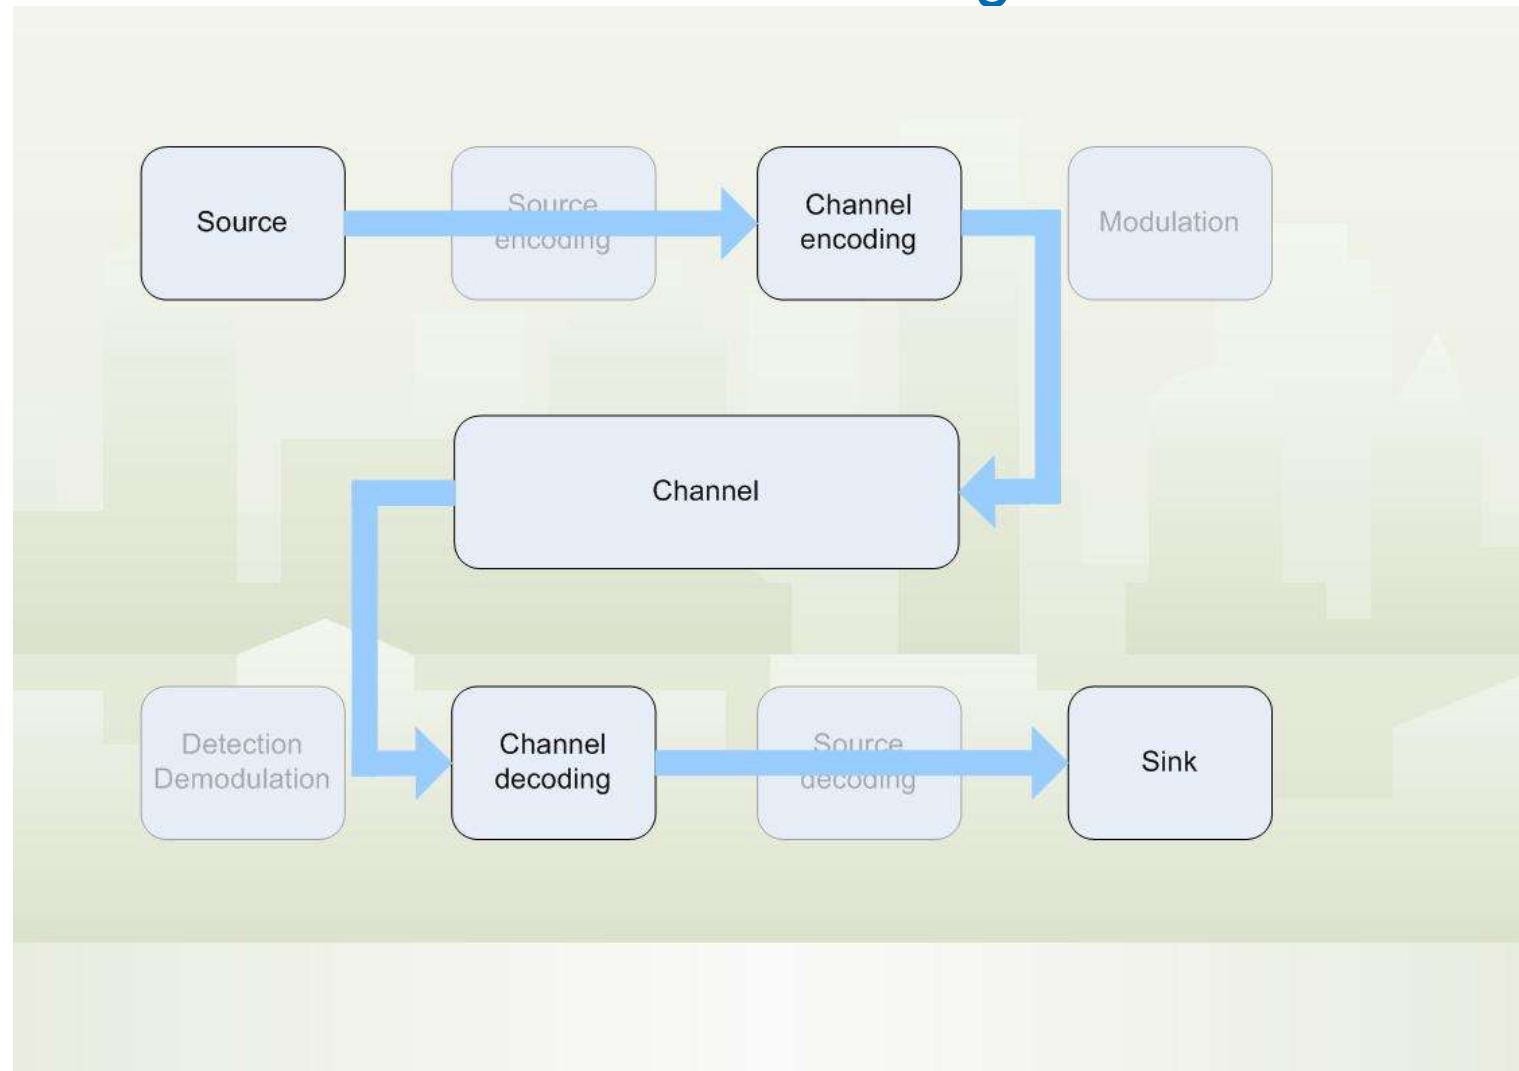 Source
Source
encoding
Channel
encoding
Modulation
Channel
Detection
Demodulation
Channel
decoding
Source
decoding
Sink